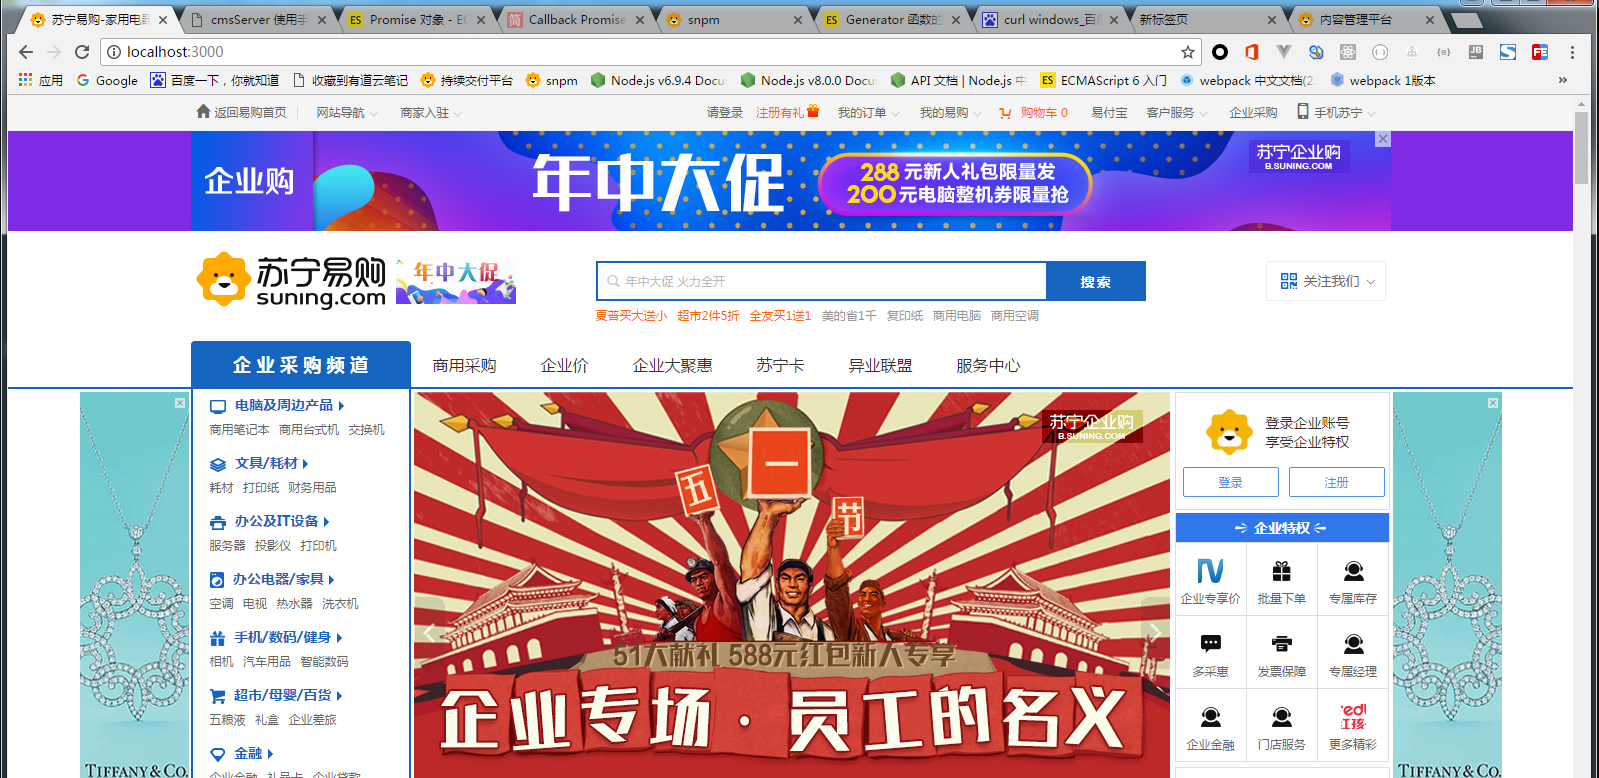 苏宁易购-家用电器
cmsServer 使用手
ES Promise 对象 - EC
简 Callback Promise
snpm
ES Generator 函数的
curl windows_百度
新标签页
内容管理平台
localhost:3000
应用
Google
百度一下，你就知道
收藏到有道云笔记
持续交付平台
snpm
Node.js v6.9.4 Docu
Node.js v8.0.0 Docu
API 文档 | Node.js 中
ES ECMAScript 6 入门
webpack 中文文档(2
webpack 1版本
返回易购首页
网站导航
商家入驻
请登录
注册有礼
我的订单
我的易购
购物车 0
易付宝
客户服务
企业采购
手机苏宁
企业购
年中大促
288元新人礼包限量发
200元电脑整机券限量抢
苏宁企业购
B.SUNING.COM
苏宁易购
suning.com
年中大促
年中大促 火力全开
搜索
关注我们
夏普买大送小 超市2件5折 全友买1送1 美的省1千 复印纸 商用电脑 商用空调
企业采购频道
商用采购
企业价
企业大聚惠
苏宁卡
异业联盟
服务中心
电脑及周边产品
商用笔记本 商用台式机 交换机
文具/耗材
耗材 打印纸 财务用品
办公及IT设备
服务器 投影仪 打印机
办公电器/家具
空调 电视 热水器 洗衣机
手机/数码/健身
相机 汽车用品 智能数码
超市/母婴/百货
五粮液 礼盒 企业差旅
金融
企业金融 礼品卡 企业贷款
TIFFANY & CO.
苏宁企业购
B.SUNING.COM
五一节
51大献礼 588元红包新人专享
企业专场·员工的名义
登录企业账号
享受企业特权
登录
注册
企业特权
企业专享价
批量下单
专属库存
多采惠
发票保障
专属经理
企业金融
门店服务
更多精彩
TIFFANY & CO.